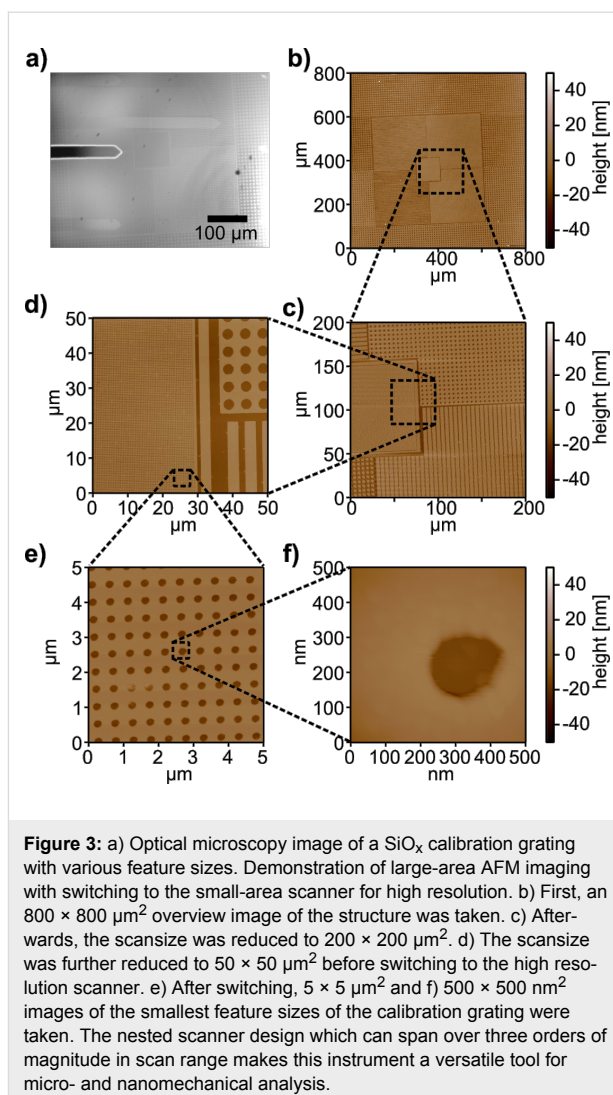 a)
100 µm
b)
800
600
400
200
0
µm
0 400 800
µm
40
20
0
-20
-40
height [nm]
d)
50
40
30
20
10
0
µm
0 10 20 30 40 50
µm
c)
200
150
100
50
0
µm
0 100 200
µm
40
20
0
-20
-40
height [nm]
e)
5
4
3
2
1
0
µm
0 1 2 3 4 5
µm
f)
500
400
300
200
100
0
nm
0 100 200 300 400 500
nm
40
20
0
-20
-40
height [nm]
Figure 3: a) Optical microscopy image of a SiOₓ calibration grating
with various feature sizes. Demonstration of large-area AFM imaging
with switching to the small-area scanner for high resolution. b) First, an
800 × 800 µm² overview image of the structure was taken. c) After-
wards, the scansize was reduced to 200 × 200 µm². d) The scansize
was further reduced to 50 × 50 µm² before switching to the high reso-
lution scanner. e) After switching, 5 × 5 µm² and f) 500 × 500 nm²
images of the smallest feature sizes of the calibration grating were
taken. The nested scanner design which can span over three orders of
magnitude in scan range makes this instrument a versatile tool for
micro- and nanomechanical analysis.